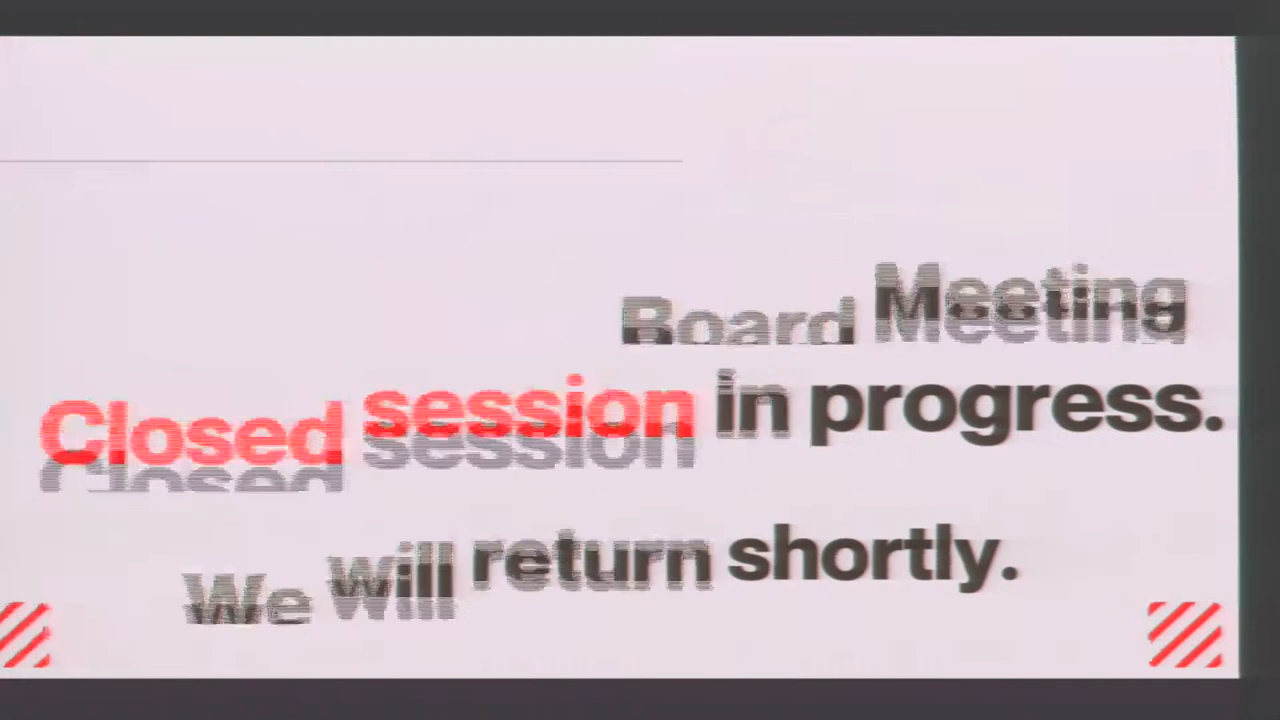 Board Meeting
Closed session in progress.
We will return shortly.